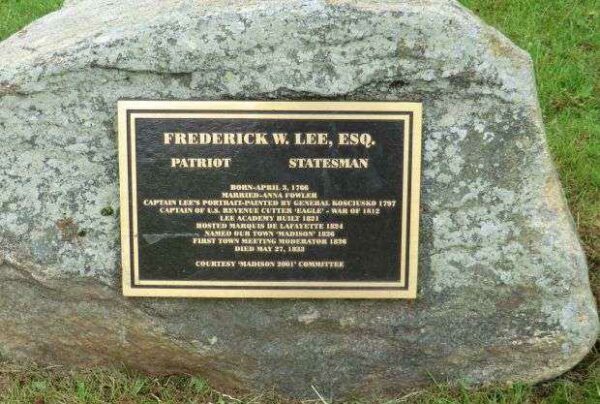 FREDERICK W. LEE, ESQ.
PATRIOT STATESMAN
BORN-APRIL 3, 1766
MARRIED-ANNA FOWLER
CAPTAIN LEE'S PORTRAIT-PAINTED BY GENERAL KOSCIUSKO 1797
CAPTAIN OF U.S. REVENUE CUTTER 'EAGLE' - WAR OF 1812
LEE ACADEMY BUILT 1821
HOSTED MARQUIS DE LAFAYETTE 1824
NAMED OUR TOWN 'MADISON' 1826
FIRST TOWN MEETING MODERATOR 1826
DIED MAY 27, 1833
COURTESY 'MADISON 2001' COMMITTEE